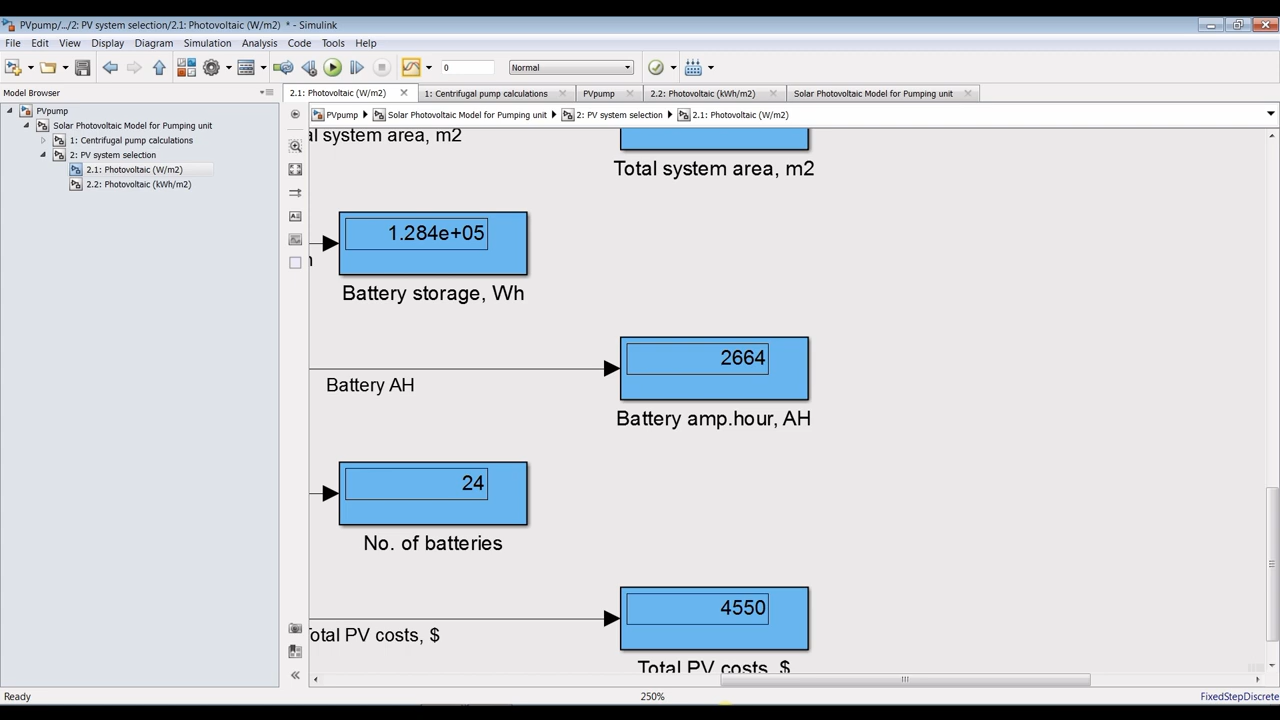 PVpump/.../2: PV system selection/2.1: Photovoltaic (W/m2) * - Simulink
File Edit View Display Diagram Simulation Analysis Code Tools Help
0 Normal
Model Browser
2.1: Photovoltaic (W/m2) 1: Centrifugal pump calculations PVpump 2.2: Photovoltaic (kWh/m2) Solar Photovoltaic Model for Pumping unit
PVpump Solar Photovoltaic Model for Pumping unit 2: PV system selection 2.1: Photovoltaic (W/m2)
PVpump
Solar Photovoltaic Model for Pumping unit
1: Centrifugal pump calculations
2: PV system selection
2.1: Photovoltaic (W/m2)
2.2: Photovoltaic (kWh/m2)
al system area, m2
Total system area, m2
1.284e+05
Battery storage, Wh
2664
Battery AH
Battery amp.hour, AH
24
No. of batteries
4550
Total PV costs, $
Total PV costs, $
Ready 250% FixedStepDiscrete